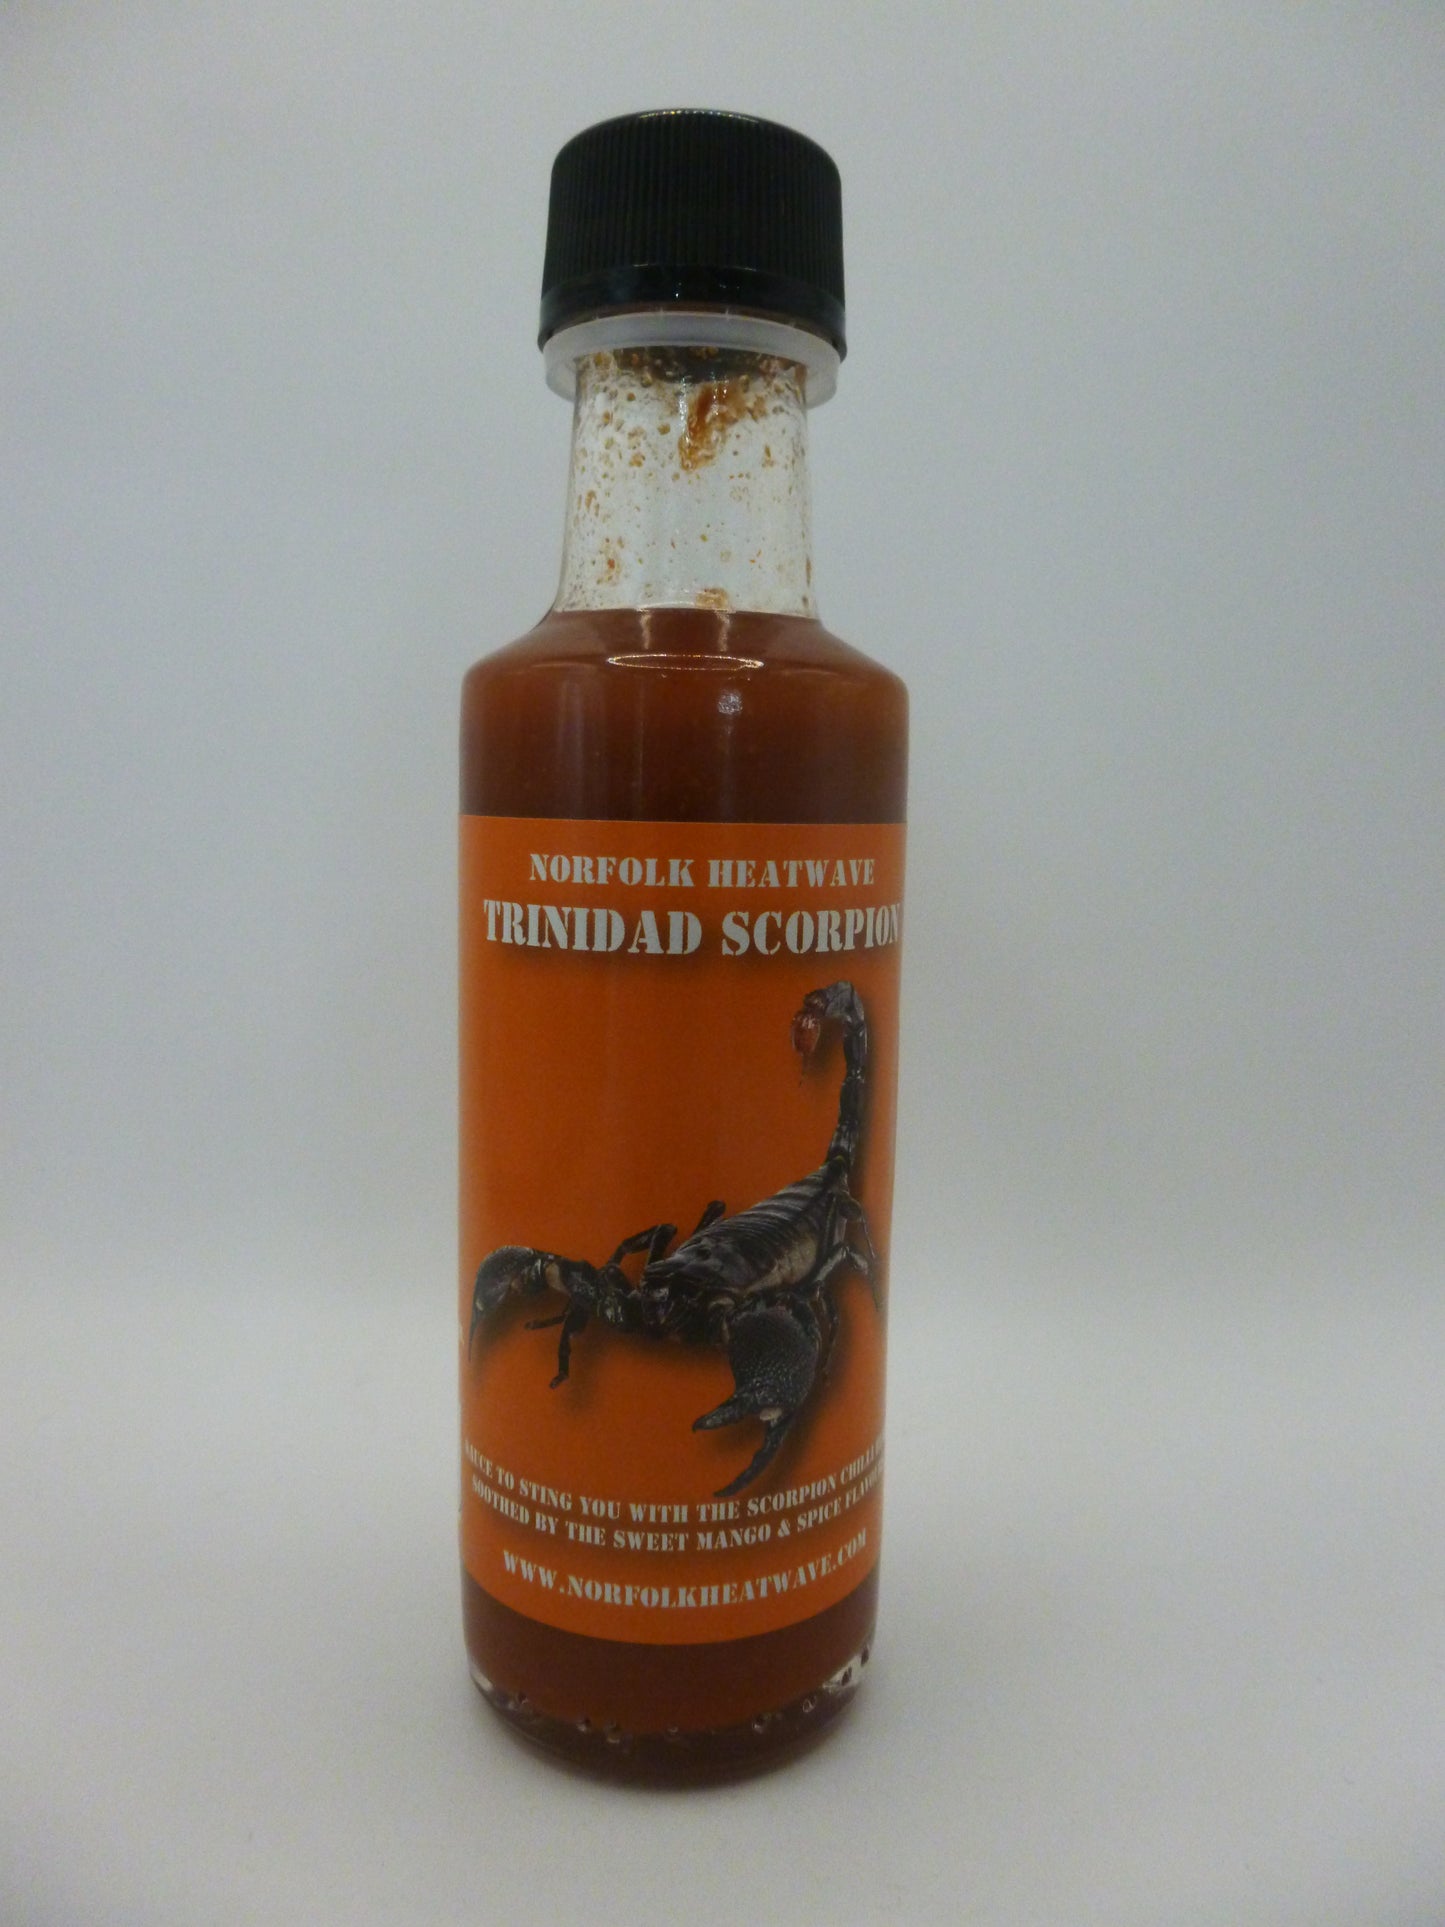 NORFOLK HEATWAVE
TRINIDAD SCORPION
SAUCE TO STING YOU WITH THE SCORPION CHILLI
SOOTHED BY THE SWEET MANGO & SPICE
WWW.NORFOLKHEATWAVE.COM